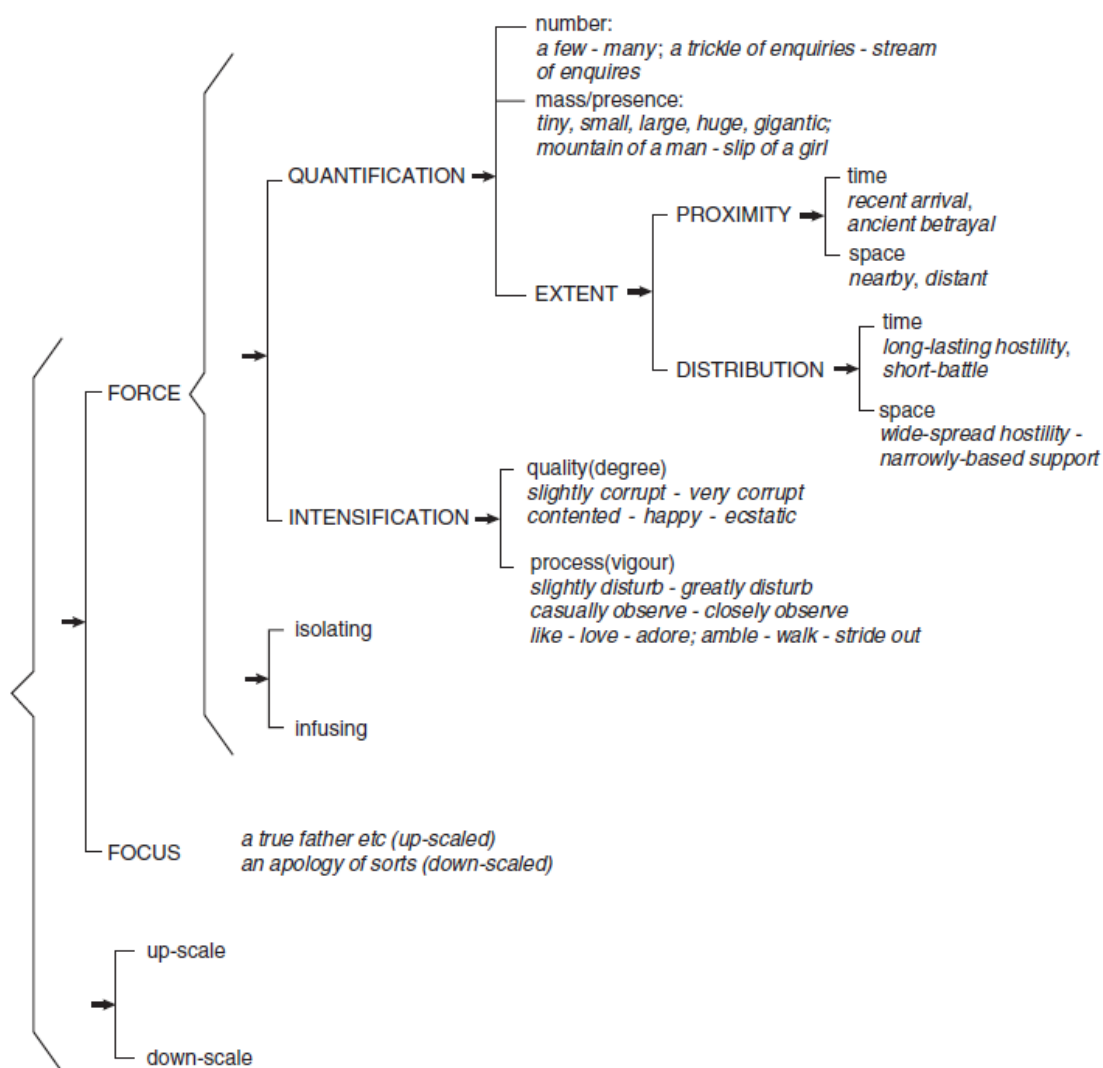 number:
a few - many; a trickle of enquiries - stream
of enquires
mass/presence:
tiny, small, large, huge, gigantic;
mountain of a man - slip of a girl
QUANTIFICATION
time
recent arrival,
ancient betrayal
PROXIMITY
space
nearby, distant
EXTENT
time
long-lasting hostility,
short-battle
DISTRIBUTION
space
wide-spread hostility -
narrowly-based support
FORCE
quality(degree)
slightly corrupt - very corrupt
contented - happy - ecstatic
INTENSIFICATION
process(vigour)
slightly disturb - greatly disturb
casually observe - closely observe
like - love - adore; amble - walk - stride out
isolating
infusing
FOCUS
a true father etc (up-scaled)
an apology of sorts (down-scaled)
up-scale
down-scale